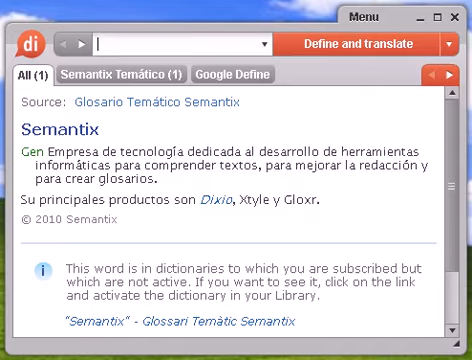 Menu
di
Define and translate
All (1) Semantix Temático (1) Google Define
Source: Glosario Temático Semantix
Semantix
Gen Empresa de tecnología dedicada al desarrollo de herramientas
informáticas para comprender textos, para mejorar la redacción y
para crear glosarios.
Su principales productos son Dixio, Xtyle y Gloxr.
© 2010 Semantix
i
This word is in dictionaries to which you are subscribed but
which are not active. If you want to see it, click on the link
and activate the dictionary in your Library.
"Semantix" - Glossari Temàtic Semantix